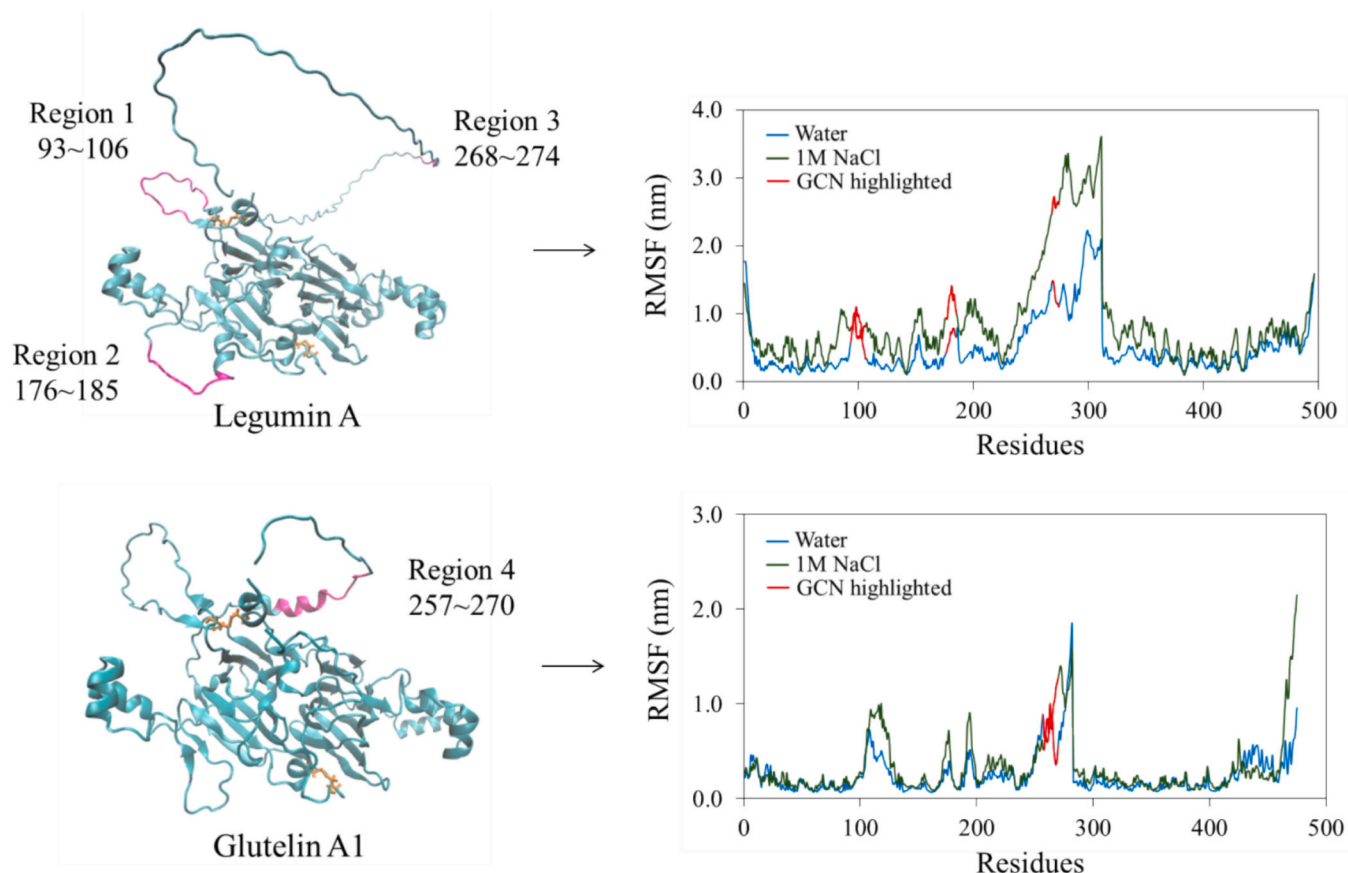 Region 1
93~106
Region 3
268~274
Region 2
176~185
Legumin A
4.0
3.0
2.0
1.0
0.0
RMSF (nm)
Water
1M NaCl
GCN highlighted
0 100 200 300 400 500
Residues
Region 4
257~270
Glutelin A1
3.0
2.0
1.0
0.0
RMSF (nm)
Water
1M NaCl
GCN highlighted
0 100 200 300 400 500
Residues